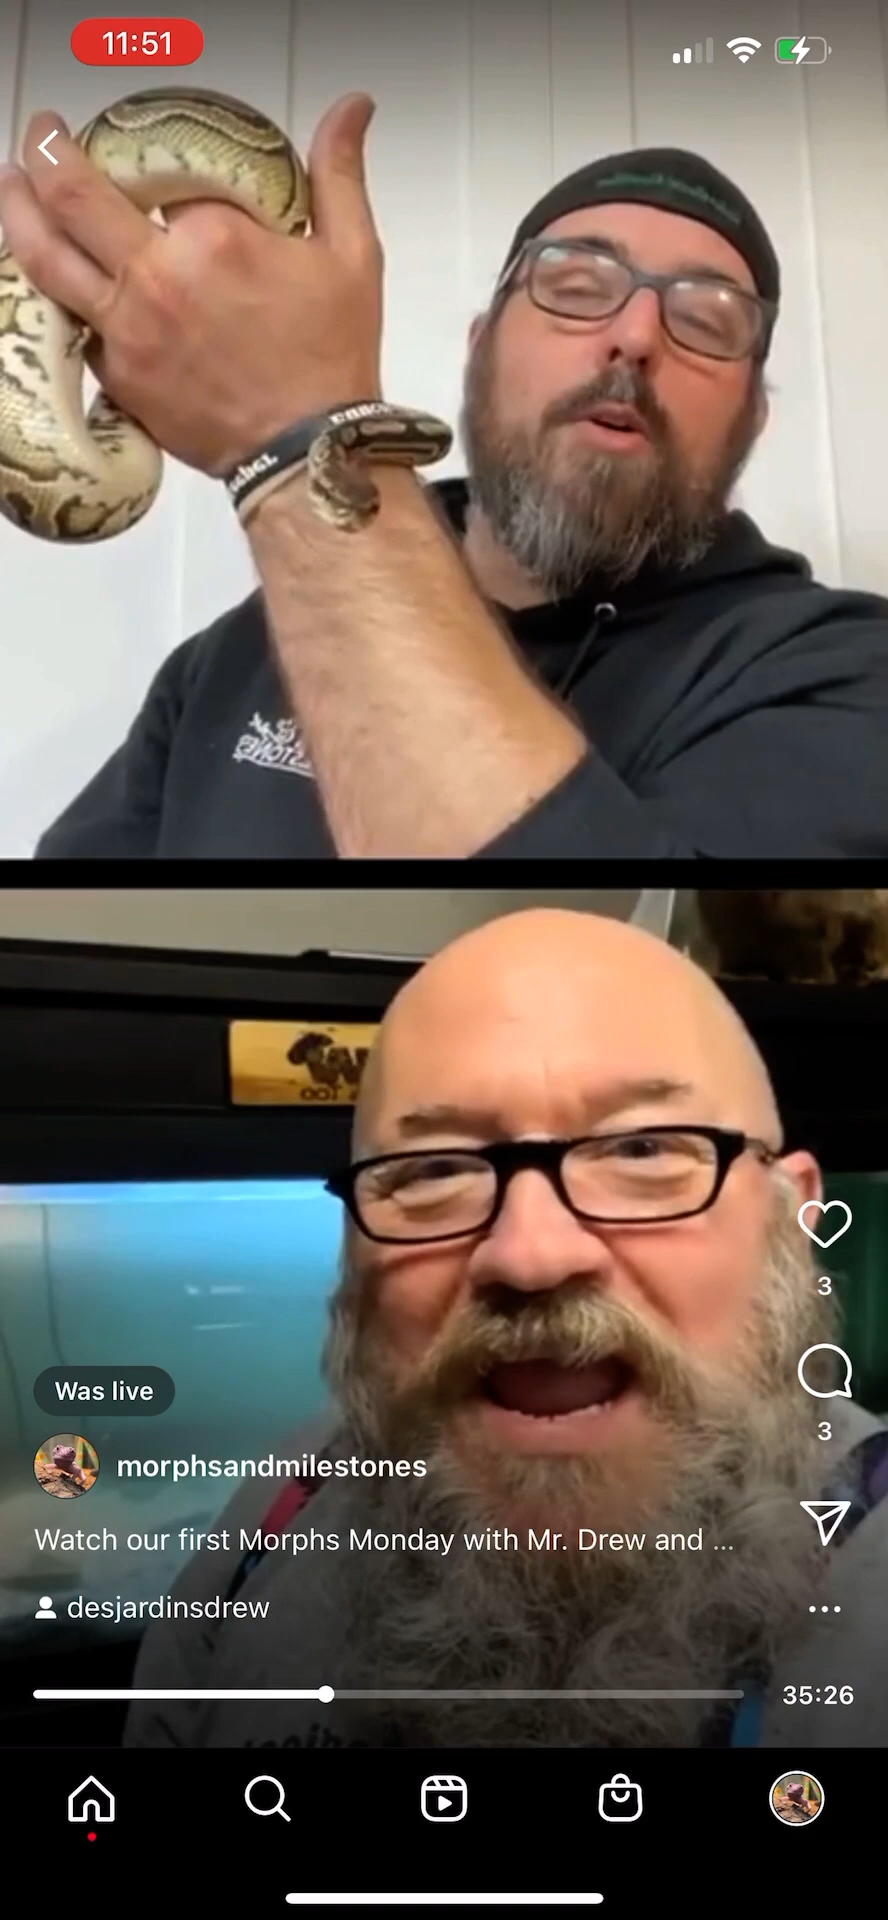 11:51
Was live
3
morphsandmilestones
3
Watch our first Morphs Monday with Mr. Drew and ...
desjardinsdrew
35:26